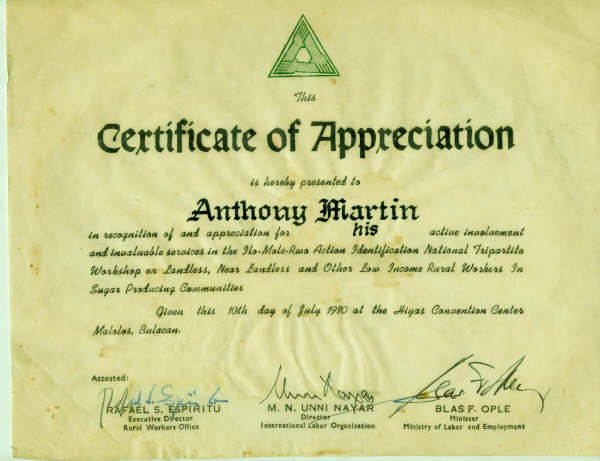 This
Certificate of Appreciation
is hereby presented to
Anthony Martin
in recognition of and appreciation for his active involvement
and invaluable services in the Ilo-Mole-Rwo Action Identification National Tripartite
Workshop on Landless, Near Landless and Other Low Income Rural Workers In
Sugar Producing Communities
Given this 10th day of July 1980 at the Hiyas Convention Center
Malolos, Bulacan.
Attested:
RAFAEL S. ESPIRITU
Executive Director
Rural Workers Office
M. N. UNNI NAYAR
Director
International Labor Organization
BLAS F. OPLE
Minister
Ministry of Labor and Employment